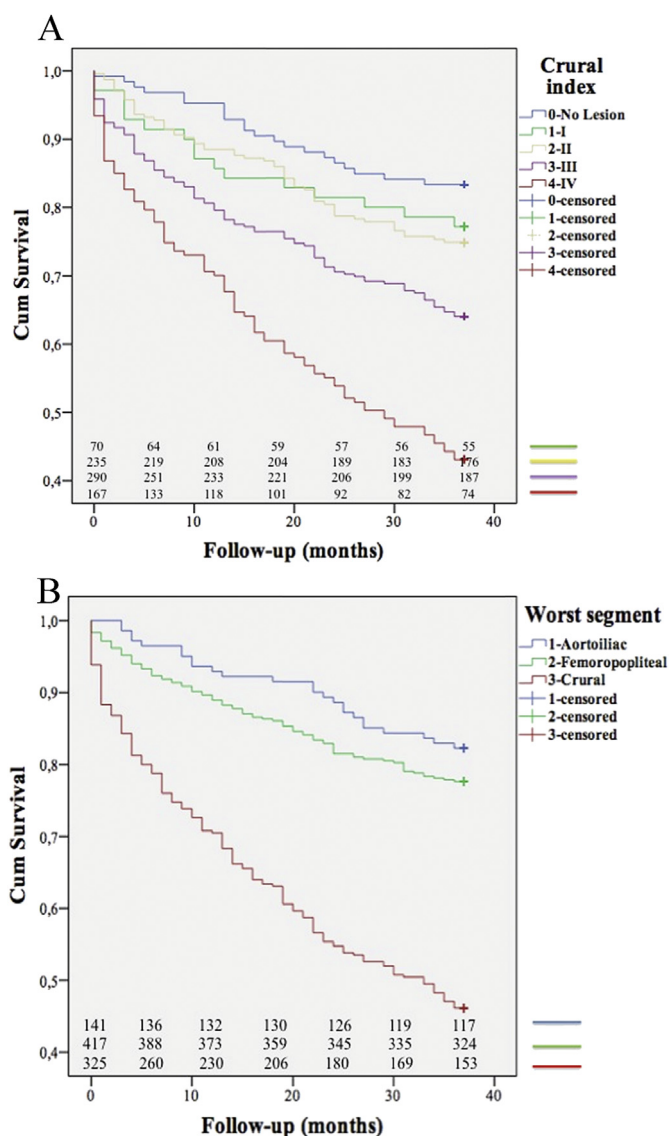 A
1,0
0,9
0,8
0,7
0,6
0,5
0,4
Cum Survival
70 64 61 59 57 56 55
235 219 208 204 189 183 176
290 251 233 221 206 199 187
167 133 118 101 92 82 74
0 10 20 30 40
Follow-up (months)
Crural
index
0-No Lesion
1-I
2-II
3-III
4-IV
0-censored
1-censored
2-censored
3-censored
4-censored
B
1,0
0,9
0,8
0,7
0,6
0,5
0,4
Cum Survival
141 136 132 130 126 119 117
417 388 373 359 345 335 324
325 260 230 206 180 169 153
0 10 20 30 40
Follow-up (months)
Worst segment
1-Aortoiliac
2-Femoropopliteal
3-Crural
1-censored
2-censored
3-censored